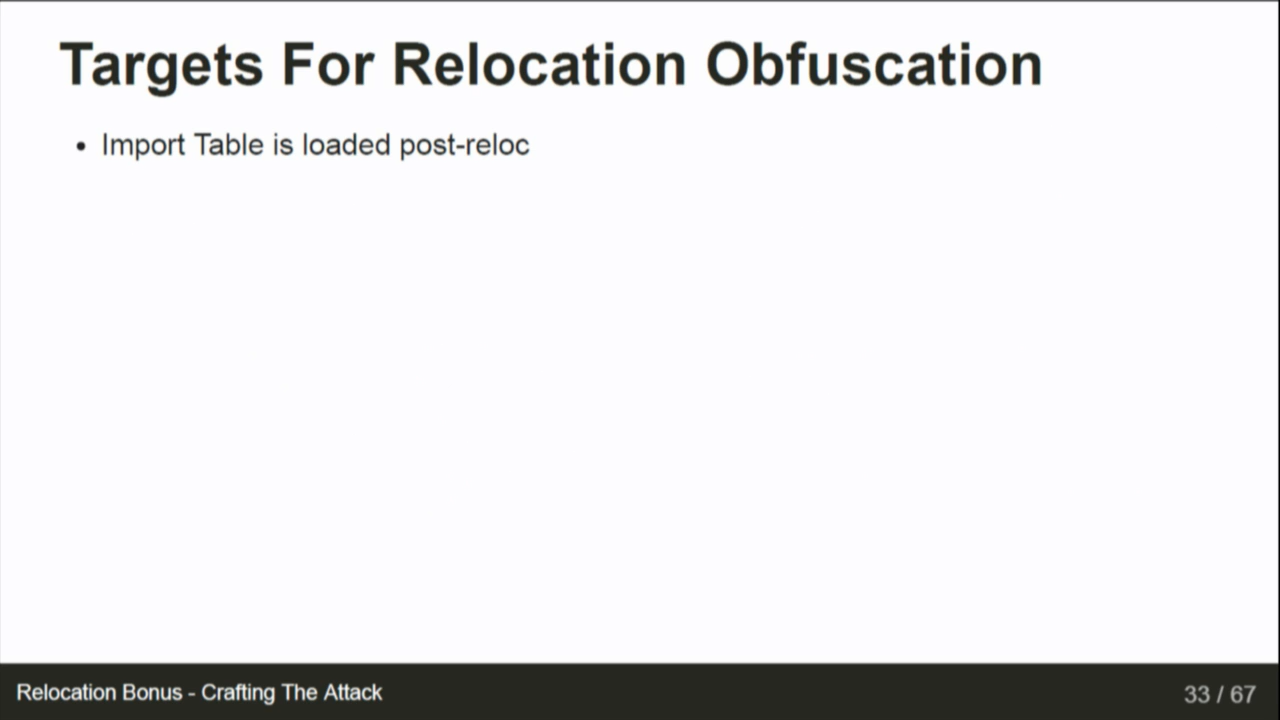 Targets For Relocation Obfuscation
• Import Table is loaded post-reloc
Relocation Bonus - Crafting The Attack
33 / 67